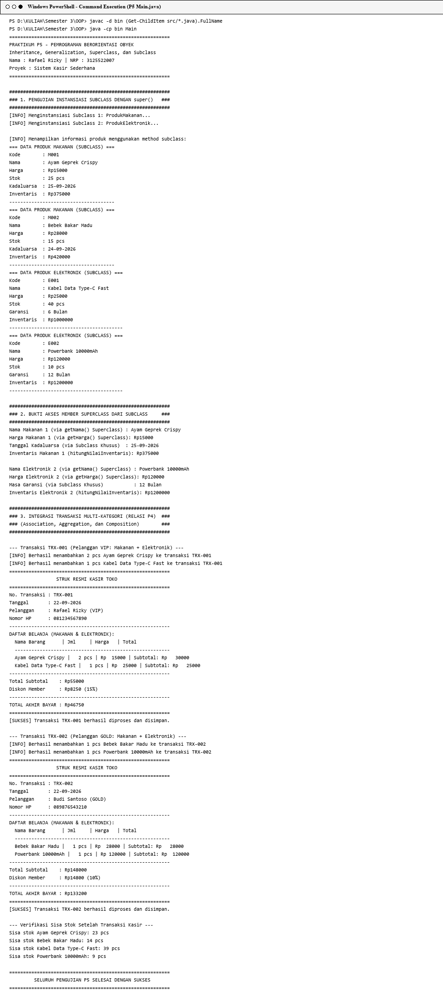 Windows PowerShell - Command Execution (P5 Main.java)
PS D:\KULIAH\Semester 3\OOP> javac -d bin (Get-ChildItem src/*.java).FullName
PS D:\KULIAH\Semester 3\OOP> java -cp bin Main
==========================================================
PRAKTIKUM P5 - PEMROGRAMAN BERORIENTASI OBYEK
Inheritance, Generalization, Superclass, dan Subclass
Nama : Rafael Rizky | NRP : 3125522007
Proyek : Sistem Kasir Sederhana
==========================================================

##########################################################
### 1. PENGUJIAN INSTANSIASI SUBCLASS DENGAN super()   ###
##########################################################
[INFO] Menginstansiasi Subclass 1: ProdukMakanan...
[INFO] Menginstansiasi Subclass 2: ProdukElektronik...

[INFO] Menampilkan informasi produk menggunakan method subclass:
=== DATA PRODUK MAKANAN (SUBCLASS) ===
Kode        : M001
Nama        : Ayam Geprek Crispy
Harga       : Rp15000
Stok        : 25 pcs
Kadaluarsa  : 25-09-2026
Inventaris  : Rp375000
--------------------------------------
=== DATA PRODUK MAKANAN (SUBCLASS) ===
Kode        : M002
Nama        : Bebek Bakar Madu
Harga       : Rp28000
Stok        : 15 pcs
Kadaluarsa  : 24-09-2026
Inventaris  : Rp420000
--------------------------------------
=== DATA PRODUK ELEKTRONIK (SUBCLASS) ===
Kode        : E001
Nama        : Kabel Data Type-C Fast
Harga       : Rp25000
Stok        : 40 pcs
Garansi     : 6 Bulan
Inventaris  : Rp1000000
-----------------------------------------
=== DATA PRODUK ELEKTRONIK (SUBCLASS) ===
Kode        : E002
Nama        : Powerbank 10000mAh
Harga       : Rp120000
Stok        : 10 pcs
Garansi     : 12 Bulan
Inventaris  : Rp1200000
-----------------------------------------

##########################################################
### 2. BUKTI AKSES MEMBER SUPERCLASS DARI SUBCLASS     ###
##########################################################
Nama Makanan 1 (via getNama() Superclass) : Ayam Geprek Crispy
Harga Makanan 1 (via getHarga() Superclass): Rp15000
Tanggal Kadaluarsa (via Subclass Khusus)  : 25-09-2026
Inventaris Makanan 1 (hitungNilaiInventaris): Rp375000

Nama Elektronik 2 (via getNama() Superclass) : Powerbank 10000mAh
Harga Elektronik 2 (via getHarga() Superclass): Rp120000
Masa Garansi (via Subclass Khusus)           : 12 Bulan
Inventaris Elektronik 2 (hitungNilaiInventaris): Rp1200000

##########################################################
### 3. INTEGRASI TRANSAKSI MULTI-KATEGORI (RELASI P4)  ###
### (Association, Aggregation, dan Composition)        ###
##########################################################

--- Transaksi TRX-001 (Pelanggan VIP: Makanan + Elektronik) ---
[INFO] Berhasil menambahkan 2 pcs Ayam Geprek Crispy ke transaksi TRX-001
[INFO] Berhasil menambahkan 1 pcs Kabel Data Type-C Fast ke transaksi TRX-001
==========================================================
                 STRUK RESMI KASIR TOKO
==========================================================
No. Transaksi : TRX-001
Tanggal       : 22-09-2026
Pelanggan     : Rafael Rizky (VIP)
Nomor HP      : 081234567890
----------------------------------------------------------
DAFTAR BELANJA (MAKANAN & ELEKTRONIK):
  Nama Barang      | Jml     | Harga   | Total
  --------------------------------------------------------
  Ayam Geprek Crispy |   2 pcs | Rp  15000 | Subtotal: Rp   30000
  Kabel Data Type-C Fast |   1 pcs | Rp  25000 | Subtotal: Rp   25000
----------------------------------------------------------
Total Subtotal    : Rp55000
Diskon Member     : Rp8250 (15%)
----------------------------------------------------------
TOTAL AKHIR BAYAR : Rp46750
==========================================================
[SUKSES] Transaksi TRX-001 berhasil diproses dan disimpan.

--- Transaksi TRX-002 (Pelanggan GOLD: Makanan + Elektronik) ---
[INFO] Berhasil menambahkan 1 pcs Bebek Bakar Madu ke transaksi TRX-002
[INFO] Berhasil menambahkan 1 pcs Powerbank 10000mAh ke transaksi TRX-002
==========================================================
                 STRUK RESMI KASIR TOKO
==========================================================
No. Transaksi : TRX-002
Tanggal       : 22-09-2026
Pelanggan     : Budi Santoso (GOLD)
Nomor HP      : 089876543210
----------------------------------------------------------
DAFTAR BELANJA (MAKANAN & ELEKTRONIK):
  Nama Barang      | Jml     | Harga   | Total
  --------------------------------------------------------
  Bebek Bakar Madu |   1 pcs | Rp  28000 | Subtotal: Rp   28000
  Powerbank 10000mAh |   1 pcs | Rp 120000 | Subtotal: Rp  120000
----------------------------------------------------------
Total Subtotal    : Rp148000
Diskon Member     : Rp14800 (10%)
----------------------------------------------------------
TOTAL AKHIR BAYAR : Rp133200
==========================================================
[SUKSES] Transaksi TRX-002 berhasil diproses dan disimpan.

--- Verifikasi Sisa Stok Setelah Transaksi Kasir ---
Sisa stok Ayam Geprek Crispy: 23 pcs
Sisa stok Bebek Bakar Madu: 14 pcs
Sisa stok Kabel Data Type-C Fast: 39 pcs
Sisa stok Powerbank 10000mAh: 9 pcs

==========================================================
         SELURUH PENGUJIAN P5 SELESAI DENGAN SUKSES
==========================================================